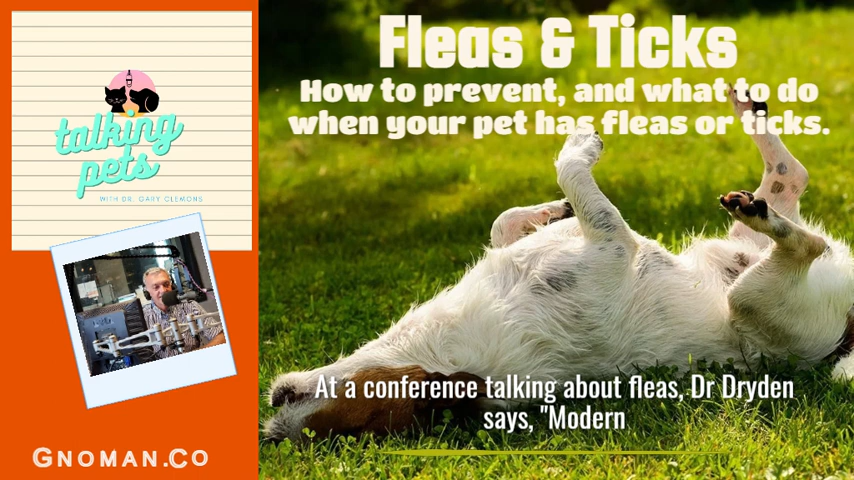 talking
pets
WITH DR. GARY CLEMONS
GNOMAN.CO
Fleas & Ticks
How to prevent, and what to do
when your pet has fleas or ticks.
At a conference talking about fleas, Dr Dryden
says, "Modern